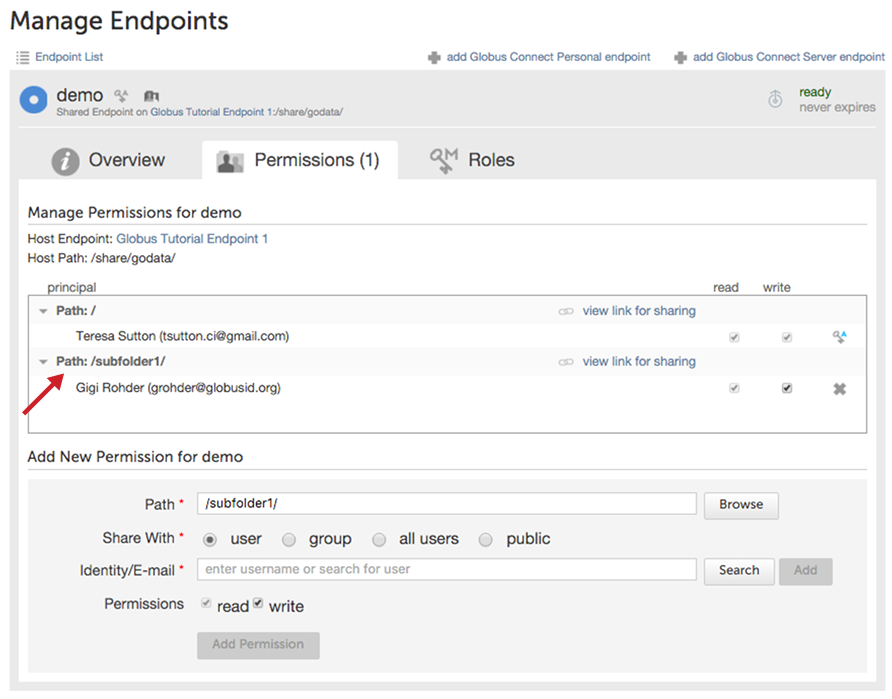 Manage Endpoints
Endpoint List add Globus Connect Personal endpoint add Globus Connect Server endpoint
demo ready
Shared Endpoint on Globus Tutorial Endpoint 1:/share/godata/ never expires
Overview Permissions (1) Roles
Manage Permissions for demo
Host Endpoint: Globus Tutorial Endpoint 1
Host Path: /share/godata/
principal read write
Path: / view link for sharing
Teresa Sutton (tsutton.ci@gmail.com)
Path: /subfolder1/ view link for sharing
Gigi Rohder (grohder@globusid.org)
Add New Permission for demo
Path * /subfolder1/ Browse
Share With * user group all users public
Identity/E-mail * enter username or search for user Search Add
Permissions read write
Add Permission